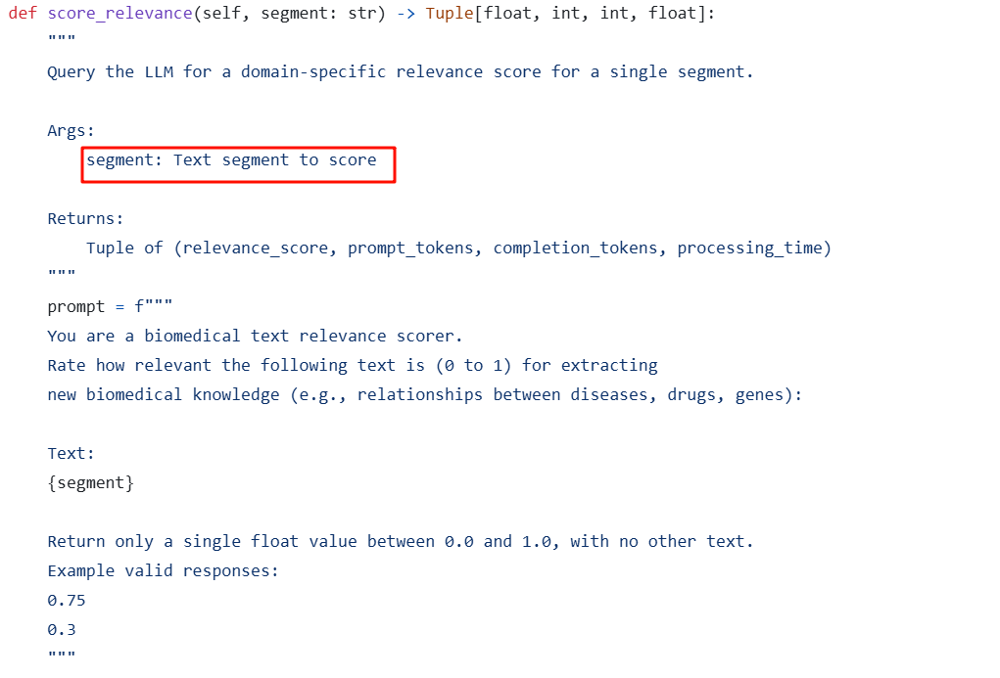 def score_relevance(self, segment: str) -> Tuple[float, int, int, float]:
"""
Query the LLM for a domain-specific relevance score for a single segment.
Args:
segment: Text segment to score
Returns:
Tuple of (relevance_score, prompt_tokens, completion_tokens, processing_time)
"""
prompt = f"""
You are a biomedical text relevance scorer.
Rate how relevant the following text is (0 to 1) for extracting
new biomedical knowledge (e.g., relationships between diseases, drugs, genes):
Text:
{segment}
Return only a single float value between 0.0 and 1.0, with no other text.
Example valid responses:
0.75
0.3
"""